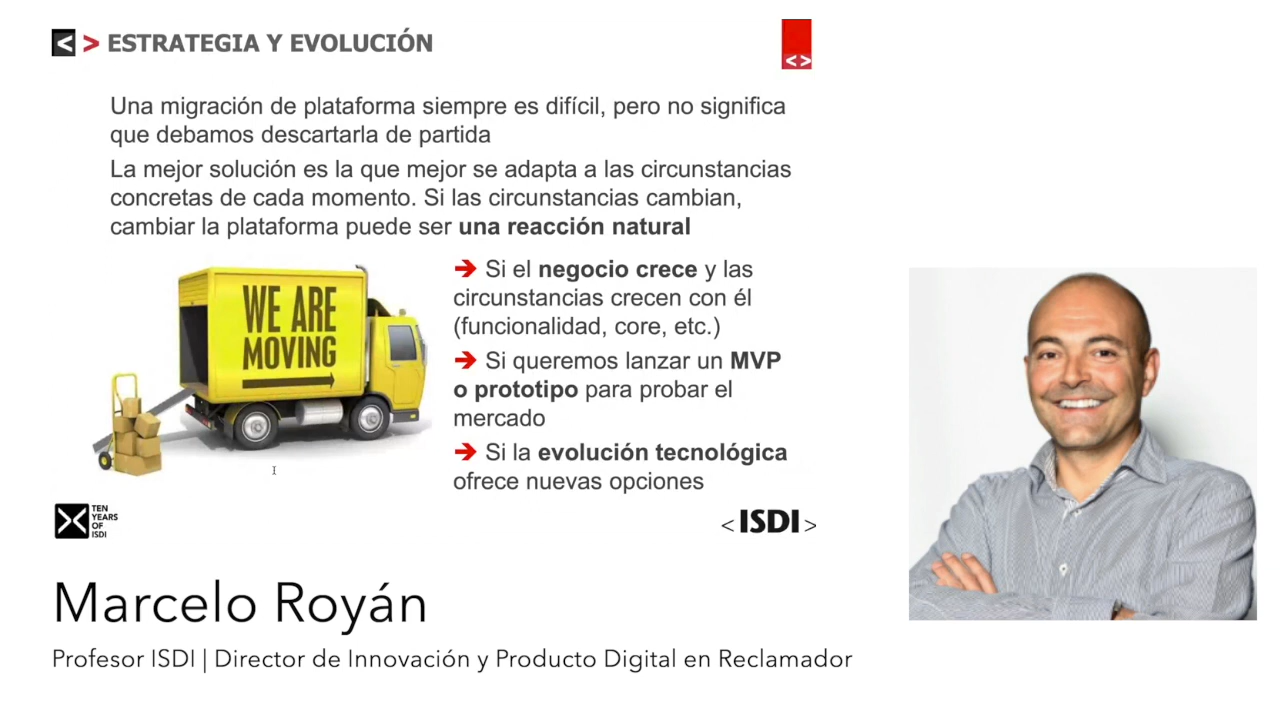 < > ESTRATEGIA Y EVOLUCIÓN
< >
Una migración de plataforma siempre es difícil, pero no significa
que debamos descartarla de partida
La mejor solución es la que mejor se adapta a las circunstancias
concretas de cada momento. Si las circunstancias cambian,
cambiar la plataforma puede ser una reacción natural
WE ARE
MOVING
➔ Si el negocio crece y las
circunstancias crecen con él
(funcionalidad, core, etc.)
➔ Si queremos lanzar un MVP
o prototipo para probar el
mercado
➔ Si la evolución tecnológica
ofrece nuevas opciones
TEN
YEARS
OF
ISDI
<ISDI>
Marcelo Royán
Profesor ISDI | Director de Innovación y Producto Digital en Reclamador